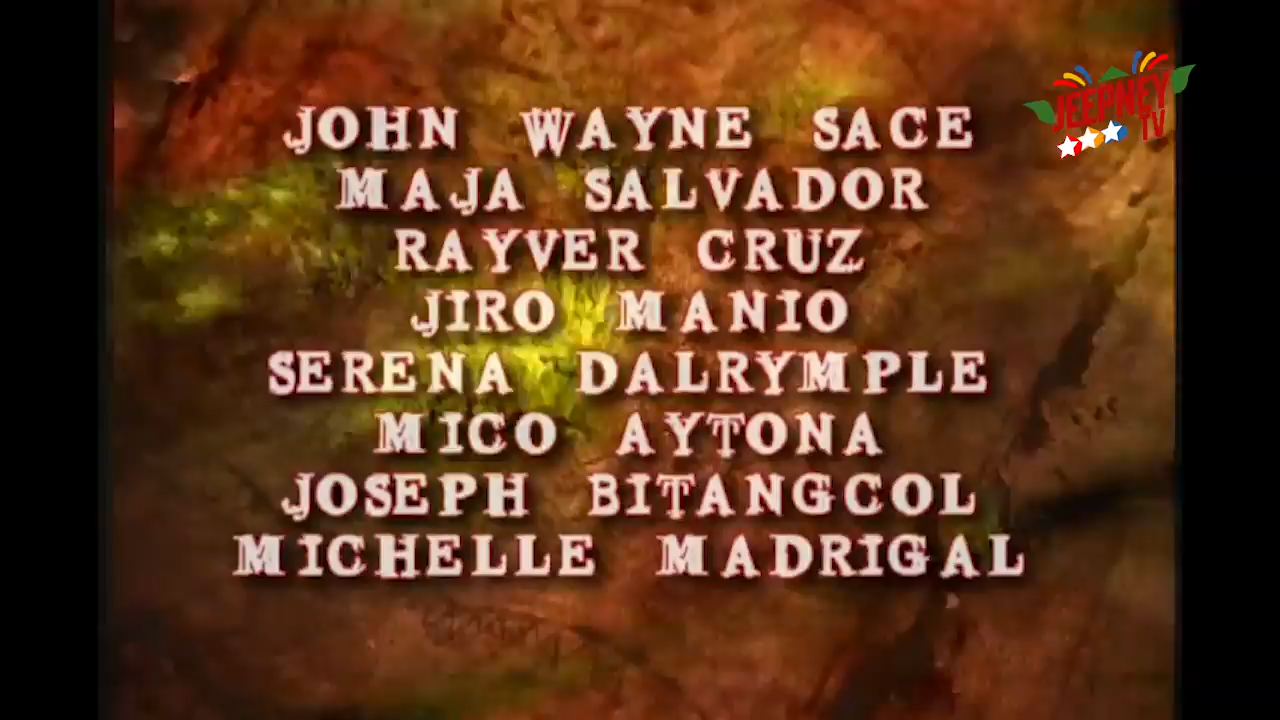 JEEPNEY
TV
JOHN WAYNE SACE
MAJA SALVADOR
RAYVER CRUZ
JIRO MANIO
SERENA DALRYMPLE
MICO AYTONA
JOSEPH BITANGCOL
MICHELLE MADRIGAL